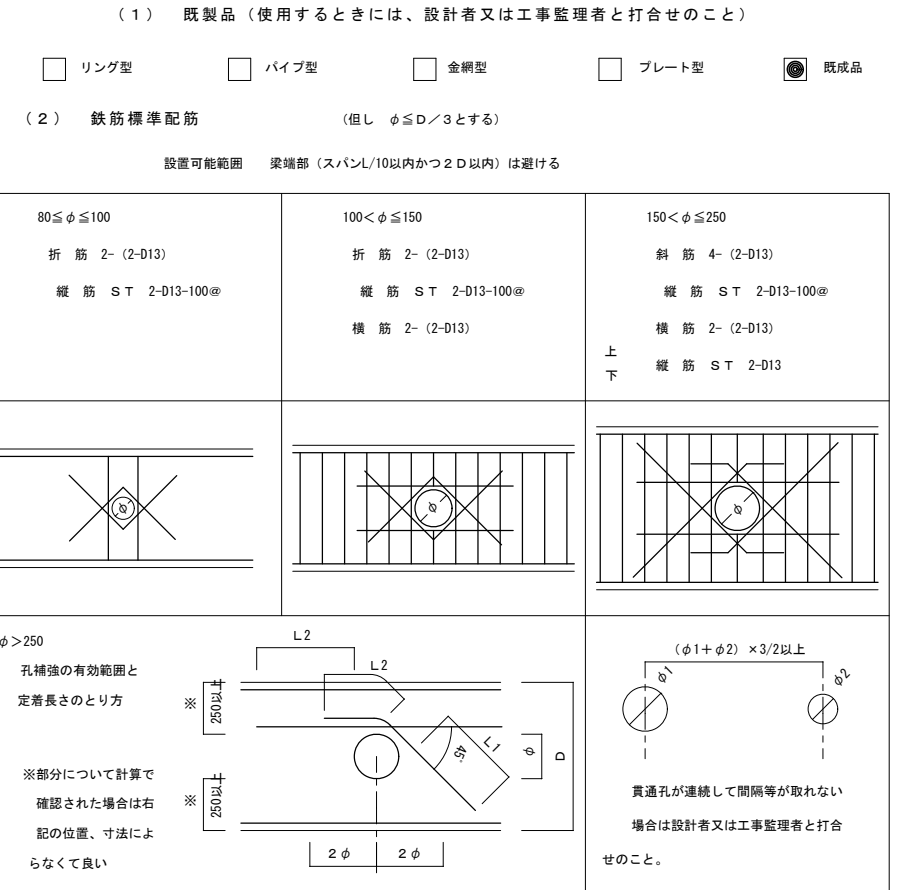 （１）　既製品（使用するときには、設計者又は工事監理者と打合せのこと）
リング型　パイプ型　金網型　プレート型　既成品
（２）　鉄筋標準配筋　（但し　φ≦Ｄ／３とする）
設置可能範囲　梁端部（スパンL/10以内かつ２Ｄ以内）は避ける
80≦φ≦100
折　筋　2-（2-D13）
縦　筋　ＳＴ　2-D13-100@
100＜φ≦150
折　筋　2-（2-D13）
縦　筋　ＳＴ　2-D13-100@
横　筋　2-（2-D13）
150＜φ≦250
斜　筋　4-（2-D13）
縦　筋　ＳＴ　2-D13-100@
横　筋　2-（2-D13）
上
下
縦　筋　ＳＴ　2-D13
φ
φ
φ
φ＞250
孔補強の有効範囲と
定着長さのとり方
※部分について計算で
確認された場合は右
記の位置、寸法によ
らなくて良い
Ｌ2
Ｌ2
※
250以上
※
250以上
Ｌ1
45°
φ
Ｄ
２φ
２φ
（φ1＋φ2）×3/2以上
φ1
φ2
貫通孔が連続して間隔等が取れない
場合は設計者又は工事監理者と打合
せのこと。